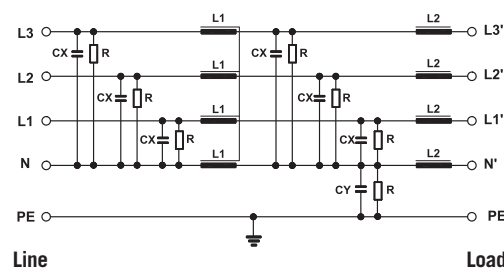 L3 L1 L2 L3'
CX R CX R
L2 L1 L2 L2'
CX R CX R
L1 L1 L2 L1'
CX R CX R
N L1 L2 N'
CY R
PE PE
Line Load